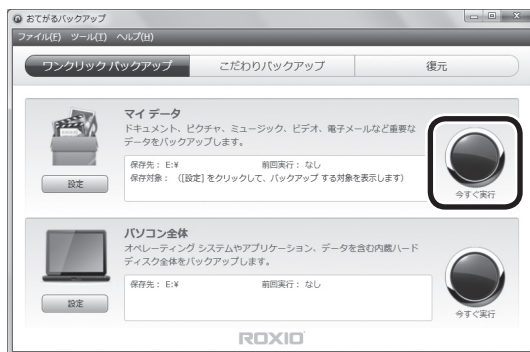 おてがるバックアップ
ファイル(F) ツール(T) ヘルプ(H)
ワンクリックバックアップ こだわりバックアップ 復元
マイ データ
ドキュメント、ピクチャ、ミュージック、ビデオ、電子メールなど重要な
データをバックアップします。
保存先： E:¥ 前回実行： なし
保存対象： （[設定] をクリックして、バックアップ する対象を表示します）
設定
今すぐ実行
パソコン全体
オペレーティング システムやアプリケーション、データを含む内蔵ハード
ディスク全体をバックアップします。
保存先： E:¥ 前回実行： なし
設定
今すぐ実行
ROXIO